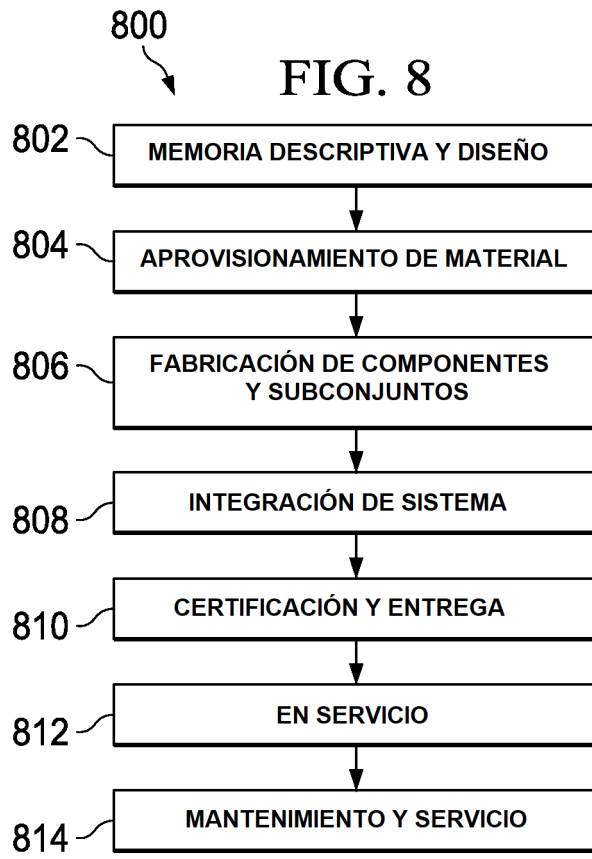 800
FIG. 8
802
MEMORIA DESCRIPTIVA Y DISEÑO
804
APROVISIONAMIENTO DE MATERIAL
806
FABRICACIÓN DE COMPONENTES
Y SUBCONJUNTOS
808
INTEGRACIÓN DE SISTEMA
810
CERTIFICACIÓN Y ENTREGA
812
EN SERVICIO
814
MANTENIMIENTO Y SERVICIO